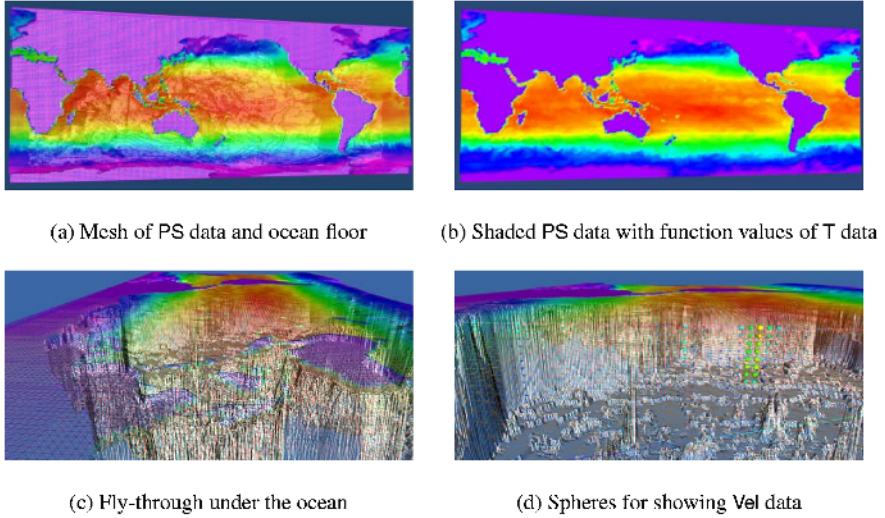 (a) Mesh of PS data and ocean floor
(b) Shaded PS data with function values of T data
(c) Fly-through under the ocean
(d) Spheres for showing Vel data